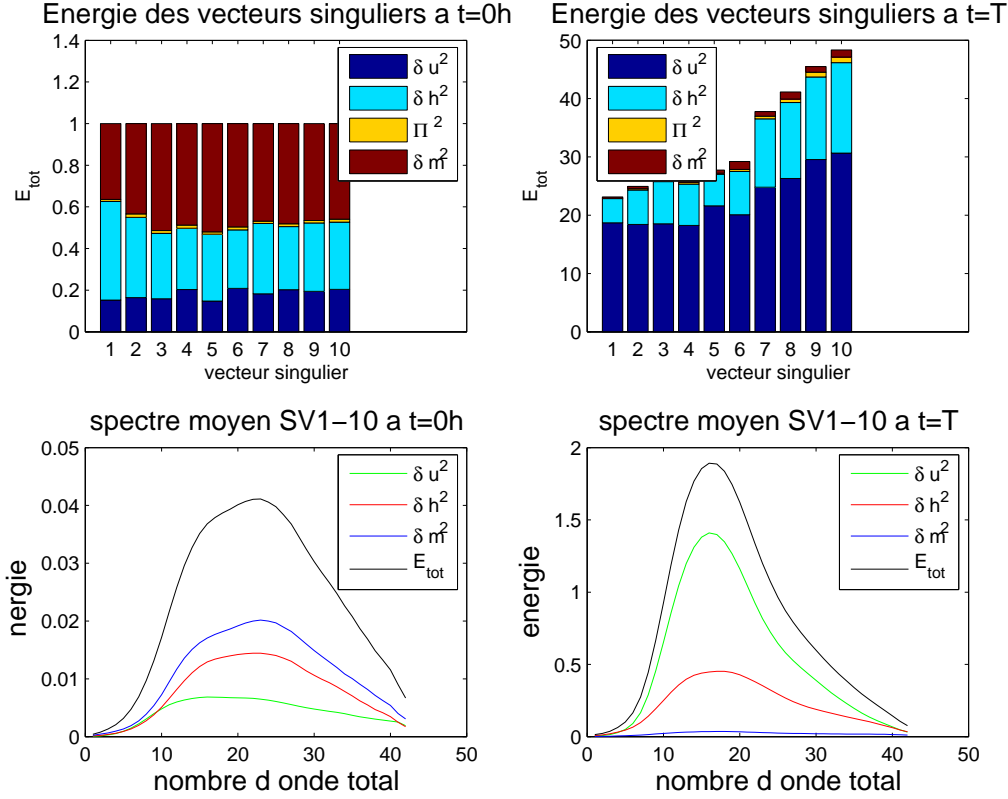 Energie des vecteurs singuliers a t=0h
1.4
1.2
1
0.8
0.6
0.4
0.2
0
E_tot
δ u²
δ h²
Π ²
δ m²
1 2 3 4 5 6 7 8 9 10
vecteur singulier
Energie des vecteurs singuliers a t=T
50
40
30
20
10
0
E_tot
δ u²
δ h²
Π ²
δ m²
1 2 3 4 5 6 7 8 9 10
vecteur singulier
spectre moyen SV1−10 a t=0h
0.05
0.04
0.03
0.02
0.01
0
nergie
δ u²
δ h²
δ m²
E_tot
0 10 20 30 40 50
nombre d onde total
spectre moyen SV1−10 a t=T
2
1.5
1
0.5
0
energie
δ u²
δ h²
δ m²
E_tot
0 10 20 30 40 50
nombre d onde total